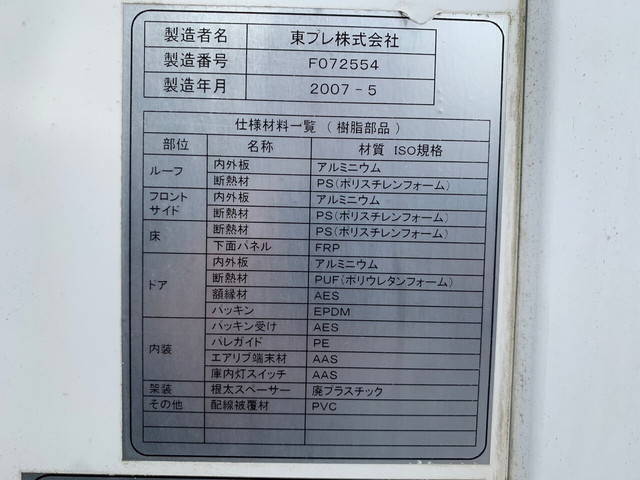 製造者名 東プレ株式会社
製造番号 F072554
製造年月 2007-5
仕様材料一覧(樹脂部品)
部位 名称 材質 ISO規格
ルーフ 内外板 アルミニウム
断熱材 PS(ポリスチレンフォーム)
フロント サイド 内外板 アルミニウム
断熱材 PS(ポリスチレンフォーム)
床 断熱材 PS(ポリスチレンフォーム)
下面パネル FRP
ドア 内外板 アルミニウム
断熱材 PUF(ポリウレタンフォーム)
額縁材 AES
パッキン EPDM
内装 パッキン受け AES
パレガイド PE
エアリブ端末材 AAS
庫内灯スイッチ AAS
架装 根太スペーサー 廃プラスチック
その他 配線被覆材 PVC